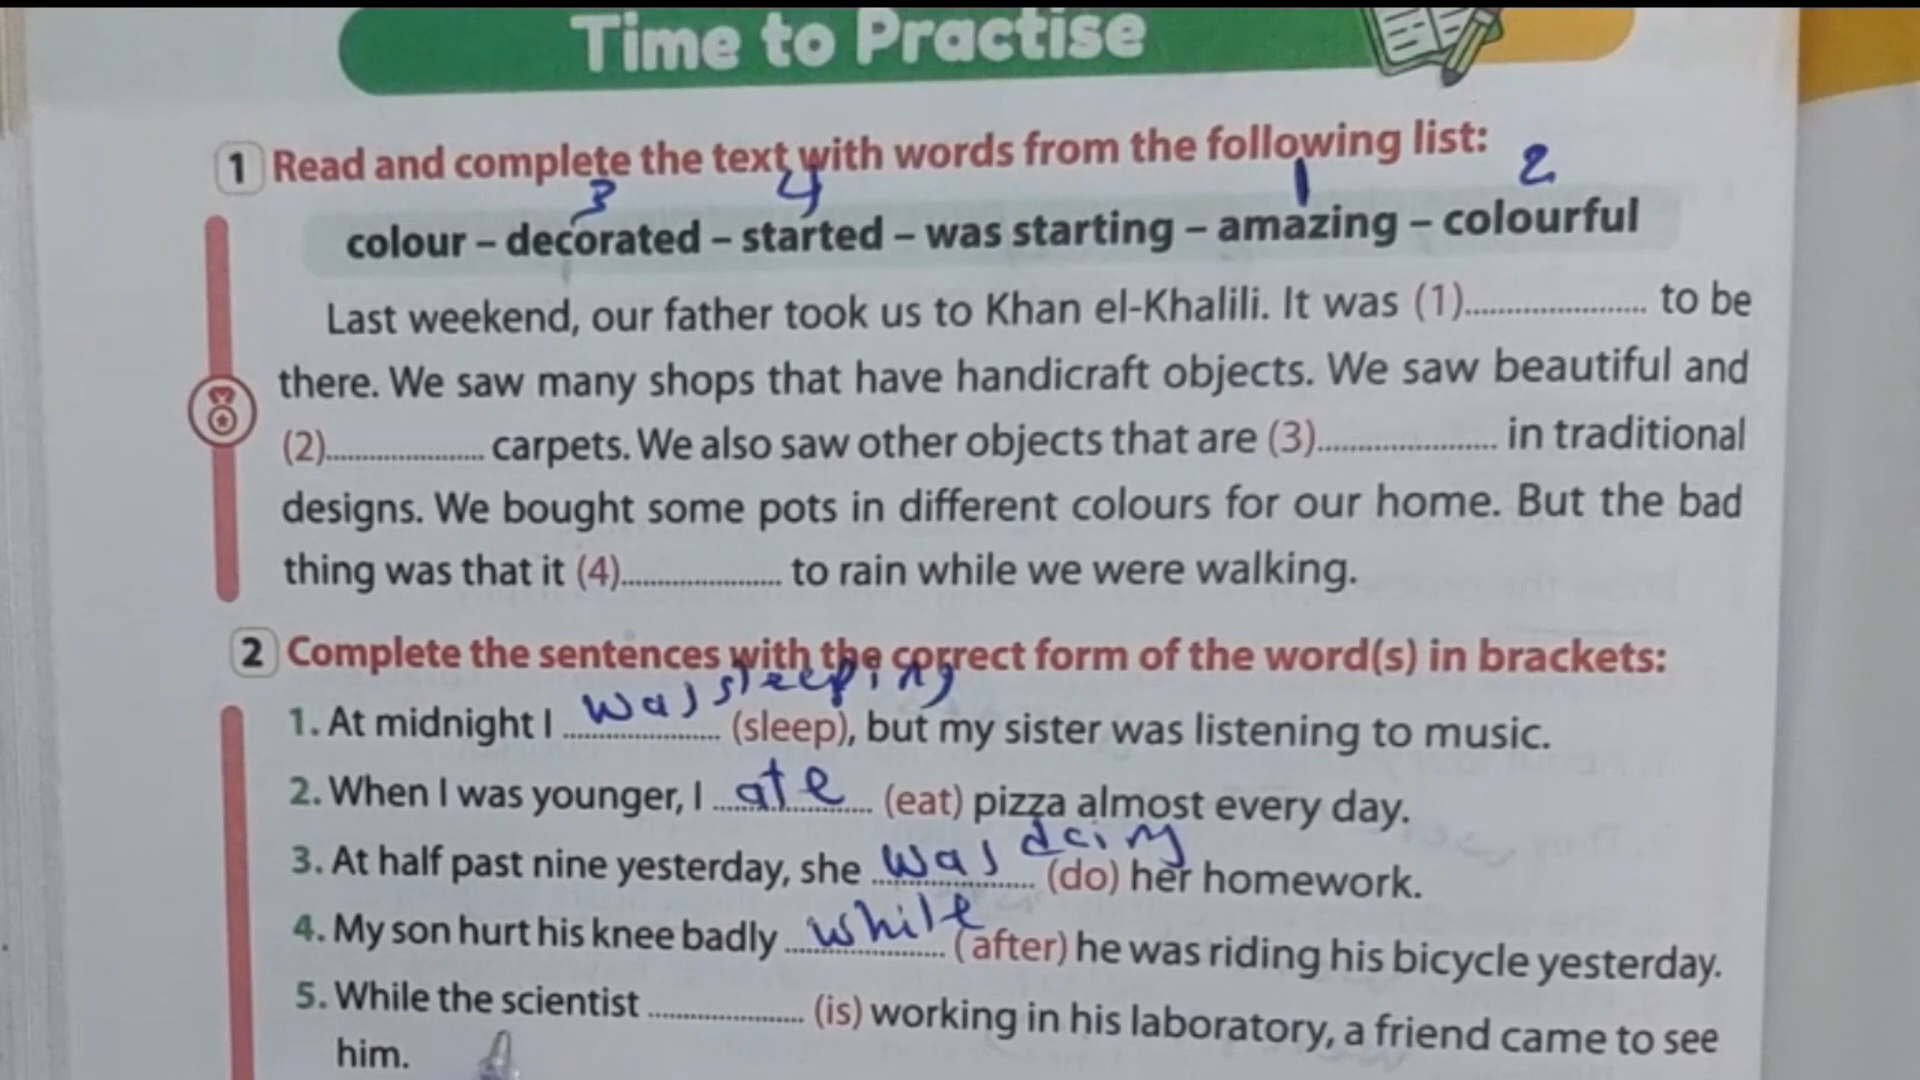 Time to Practise
1 Read and complete the text with words from the following list:
3 4 1 2
colour – decorated – started – was starting – amazing – colourful
Last weekend, our father took us to Khan el-Khalili. It was (1).................... to be
there. We saw many shops that have handicraft objects. We saw beautiful and
(2).................... carpets. We also saw other objects that are (3).................... in traditional
designs. We bought some pots in different colours for our home. But the bad
thing was that it (4).................... to rain while we were walking.
2 Complete the sentences with the correct form of the word(s) in brackets:
1. At midnight I was sleeping (sleep), but my sister was listening to music.
2. When I was younger, I ate (eat) pizza almost every day.
3. At half past nine yesterday, she was doing (do) her homework.
4. My son hurt his knee badly while (after) he was riding his bicycle yesterday.
5. While the scientist .................... (is) working in his laboratory, a friend came to see
him.